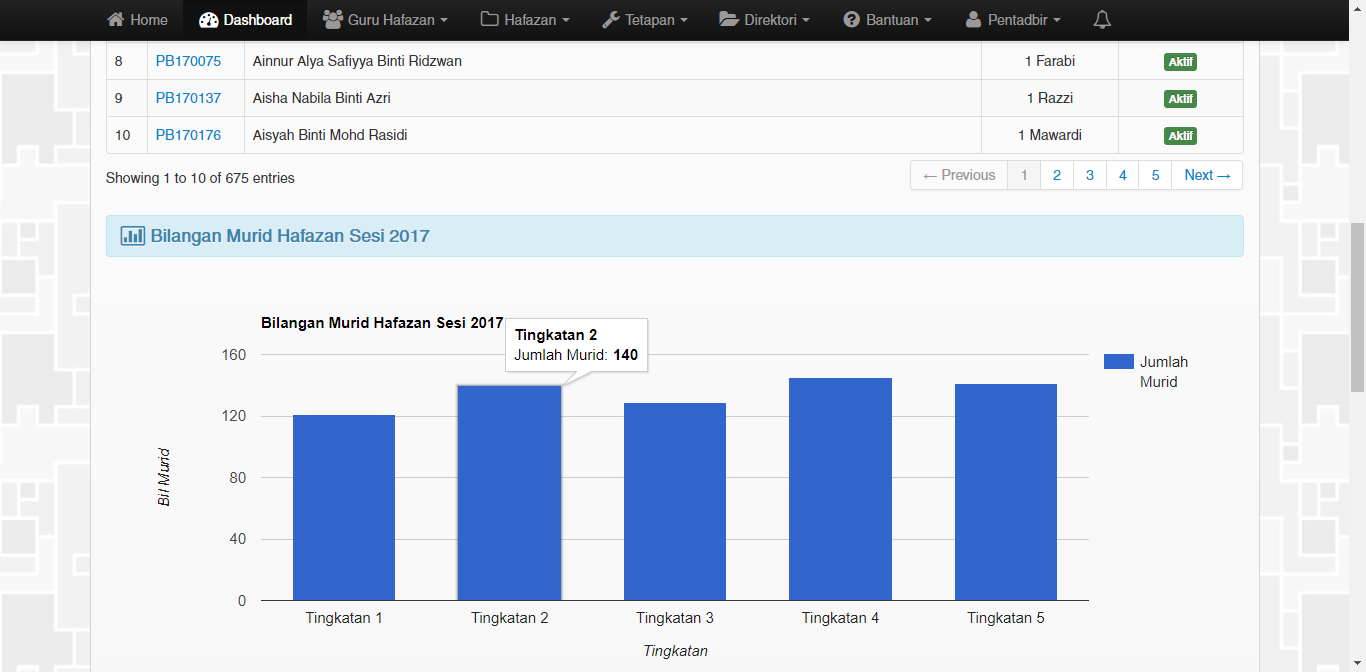 Home Dashboard Guru Hafazan Hafazan Tetapan Direktori Bantuan Pentadbir
8 PB170075 Ainnur Alya Safiyya Binti Ridzwan 1 Farabi Aktif
9 PB170137 Aisha Nabila Binti Azri 1 Razzi Aktif
10 PB170176 Aisyah Binti Mohd Rasidi 1 Mawardi Aktif
Showing 1 to 10 of 675 entries
← Previous 1 2 3 4 5 Next →
Bilangan Murid Hafazan Sesi 2017
Bilangan Murid Hafazan Sesi 2017
Tingkatan 2
Jumlah Murid: 140
160
120
80
40
0
Bil Murid
Jumlah
Murid
Tingkatan 1 Tingkatan 2 Tingkatan 3 Tingkatan 4 Tingkatan 5
Tingkatan